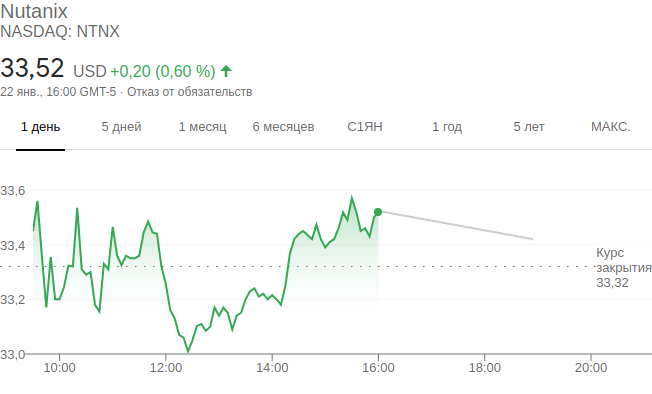 Nutanix
NASDAQ: NTNX
33,52 USD +0,20 (0,60 %)
22 янв., 16:00 GMT-5 · Отказ от обязательств
1 день 5 дней 1 месяц 6 месяцев С1ЯН 1 год 5 лет МАКС.
33,6
33,4
Курс
закрытия
33,32
33,2
33,0
10:00 12:00 14:00 16:00 18:00 20:00